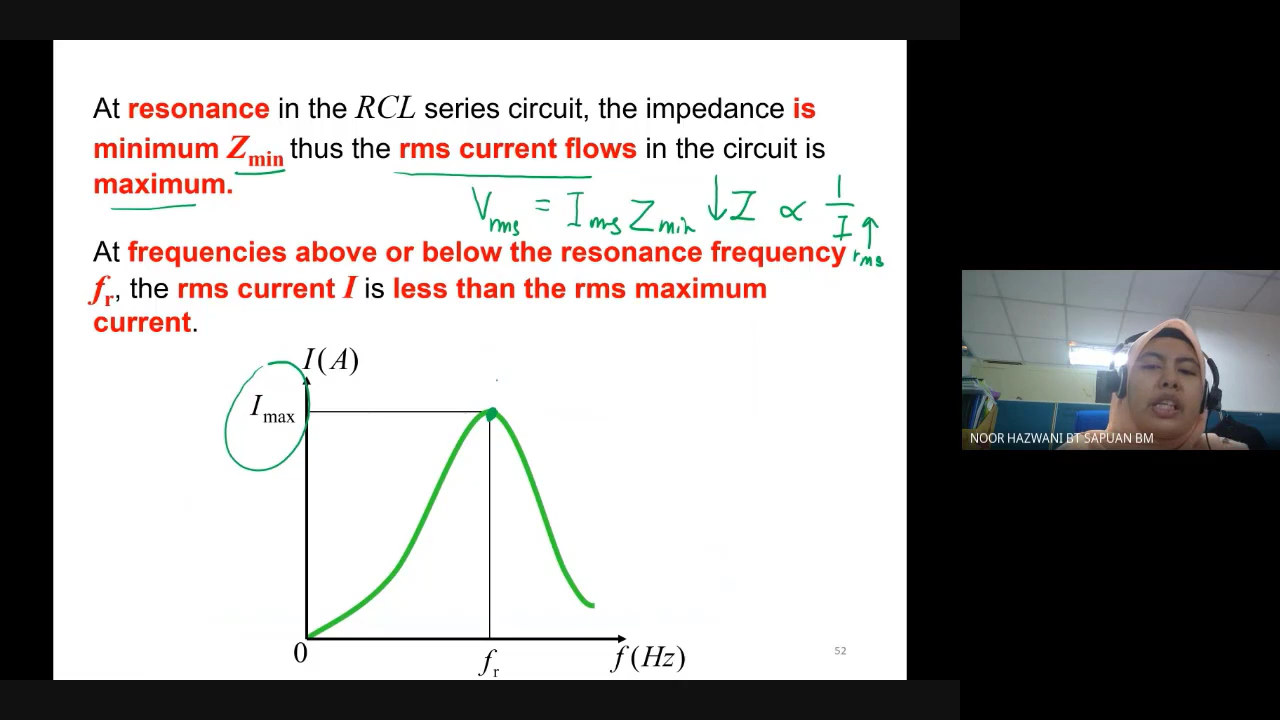 At resonance in the RCL series circuit, the impedance is
minimum Zmin thus the rms current flows in the circuit is
maximum.
Vrms = Irms Zmin ↓Z ∝ 1/I↑rms
At frequencies above or below the resonance frequency
fr, the rms current I is less than the rms maximum
current.
I(A)
Imax
0
fr
f(Hz)
52
NOOR HAZWANI BT SAPUAN BM